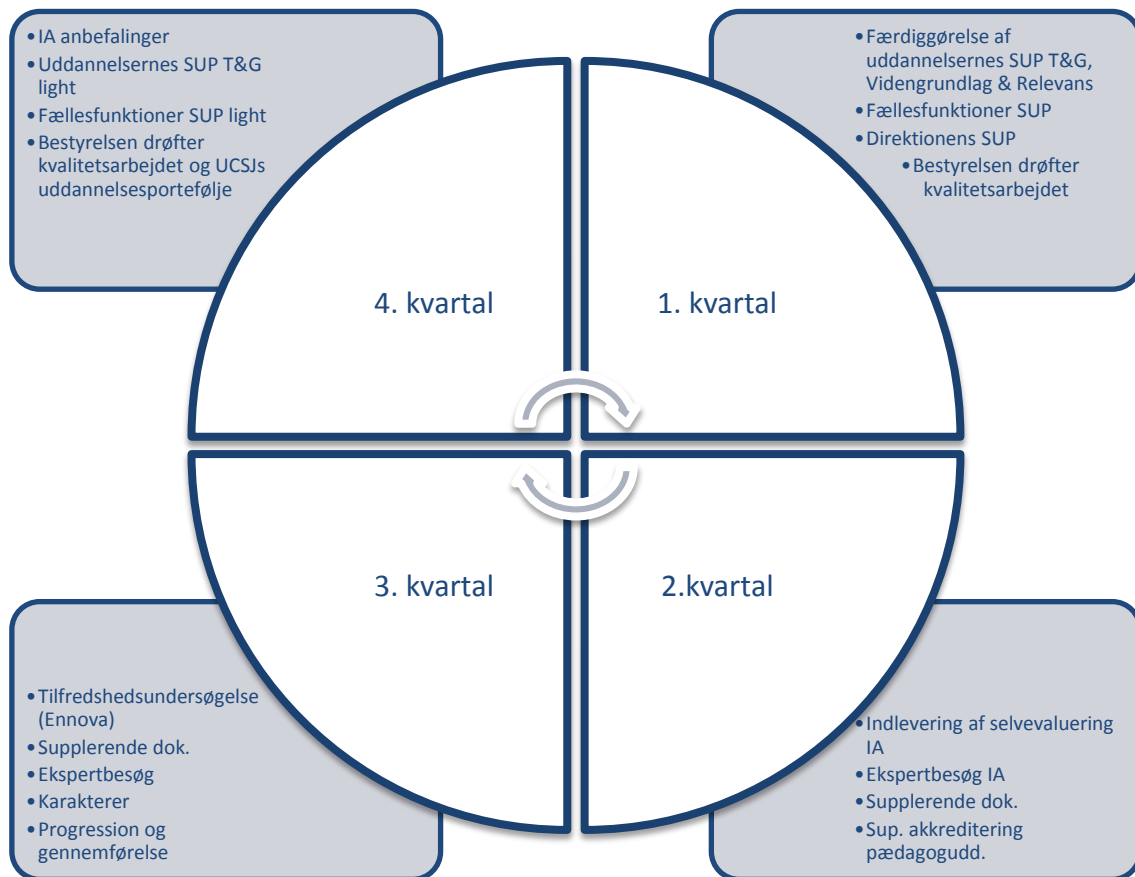 • IA anbefalinger
• Uddannelsernes SUP T&G
light
• Fællesfunktioner SUP light
• Bestyrelsen drøfter
kvalitetsarbejdet og UCSJs
uddannelsesportefølje
• Færdiggørelse af
uddannelsernes SUP T&G,
Videngrundlag & Relevans
• Fællesfunktioner SUP
• Direktionens SUP
• Bestyrelsen drøfter
kvalitetsarbejdet
4. kvartal
1. kvartal
3. kvartal
2.kvartal
• Tilfredshedsundersøgelse
(Ennova)
• Supplerende dok.
• Ekspertbesøg
• Karakterer
• Progression og
gennemførelse
• Indlevering af selvevaluering
IA
• Ekspertbesøg IA
• Supplerende dok.
• Sup. akkreditering
pædagogudd.